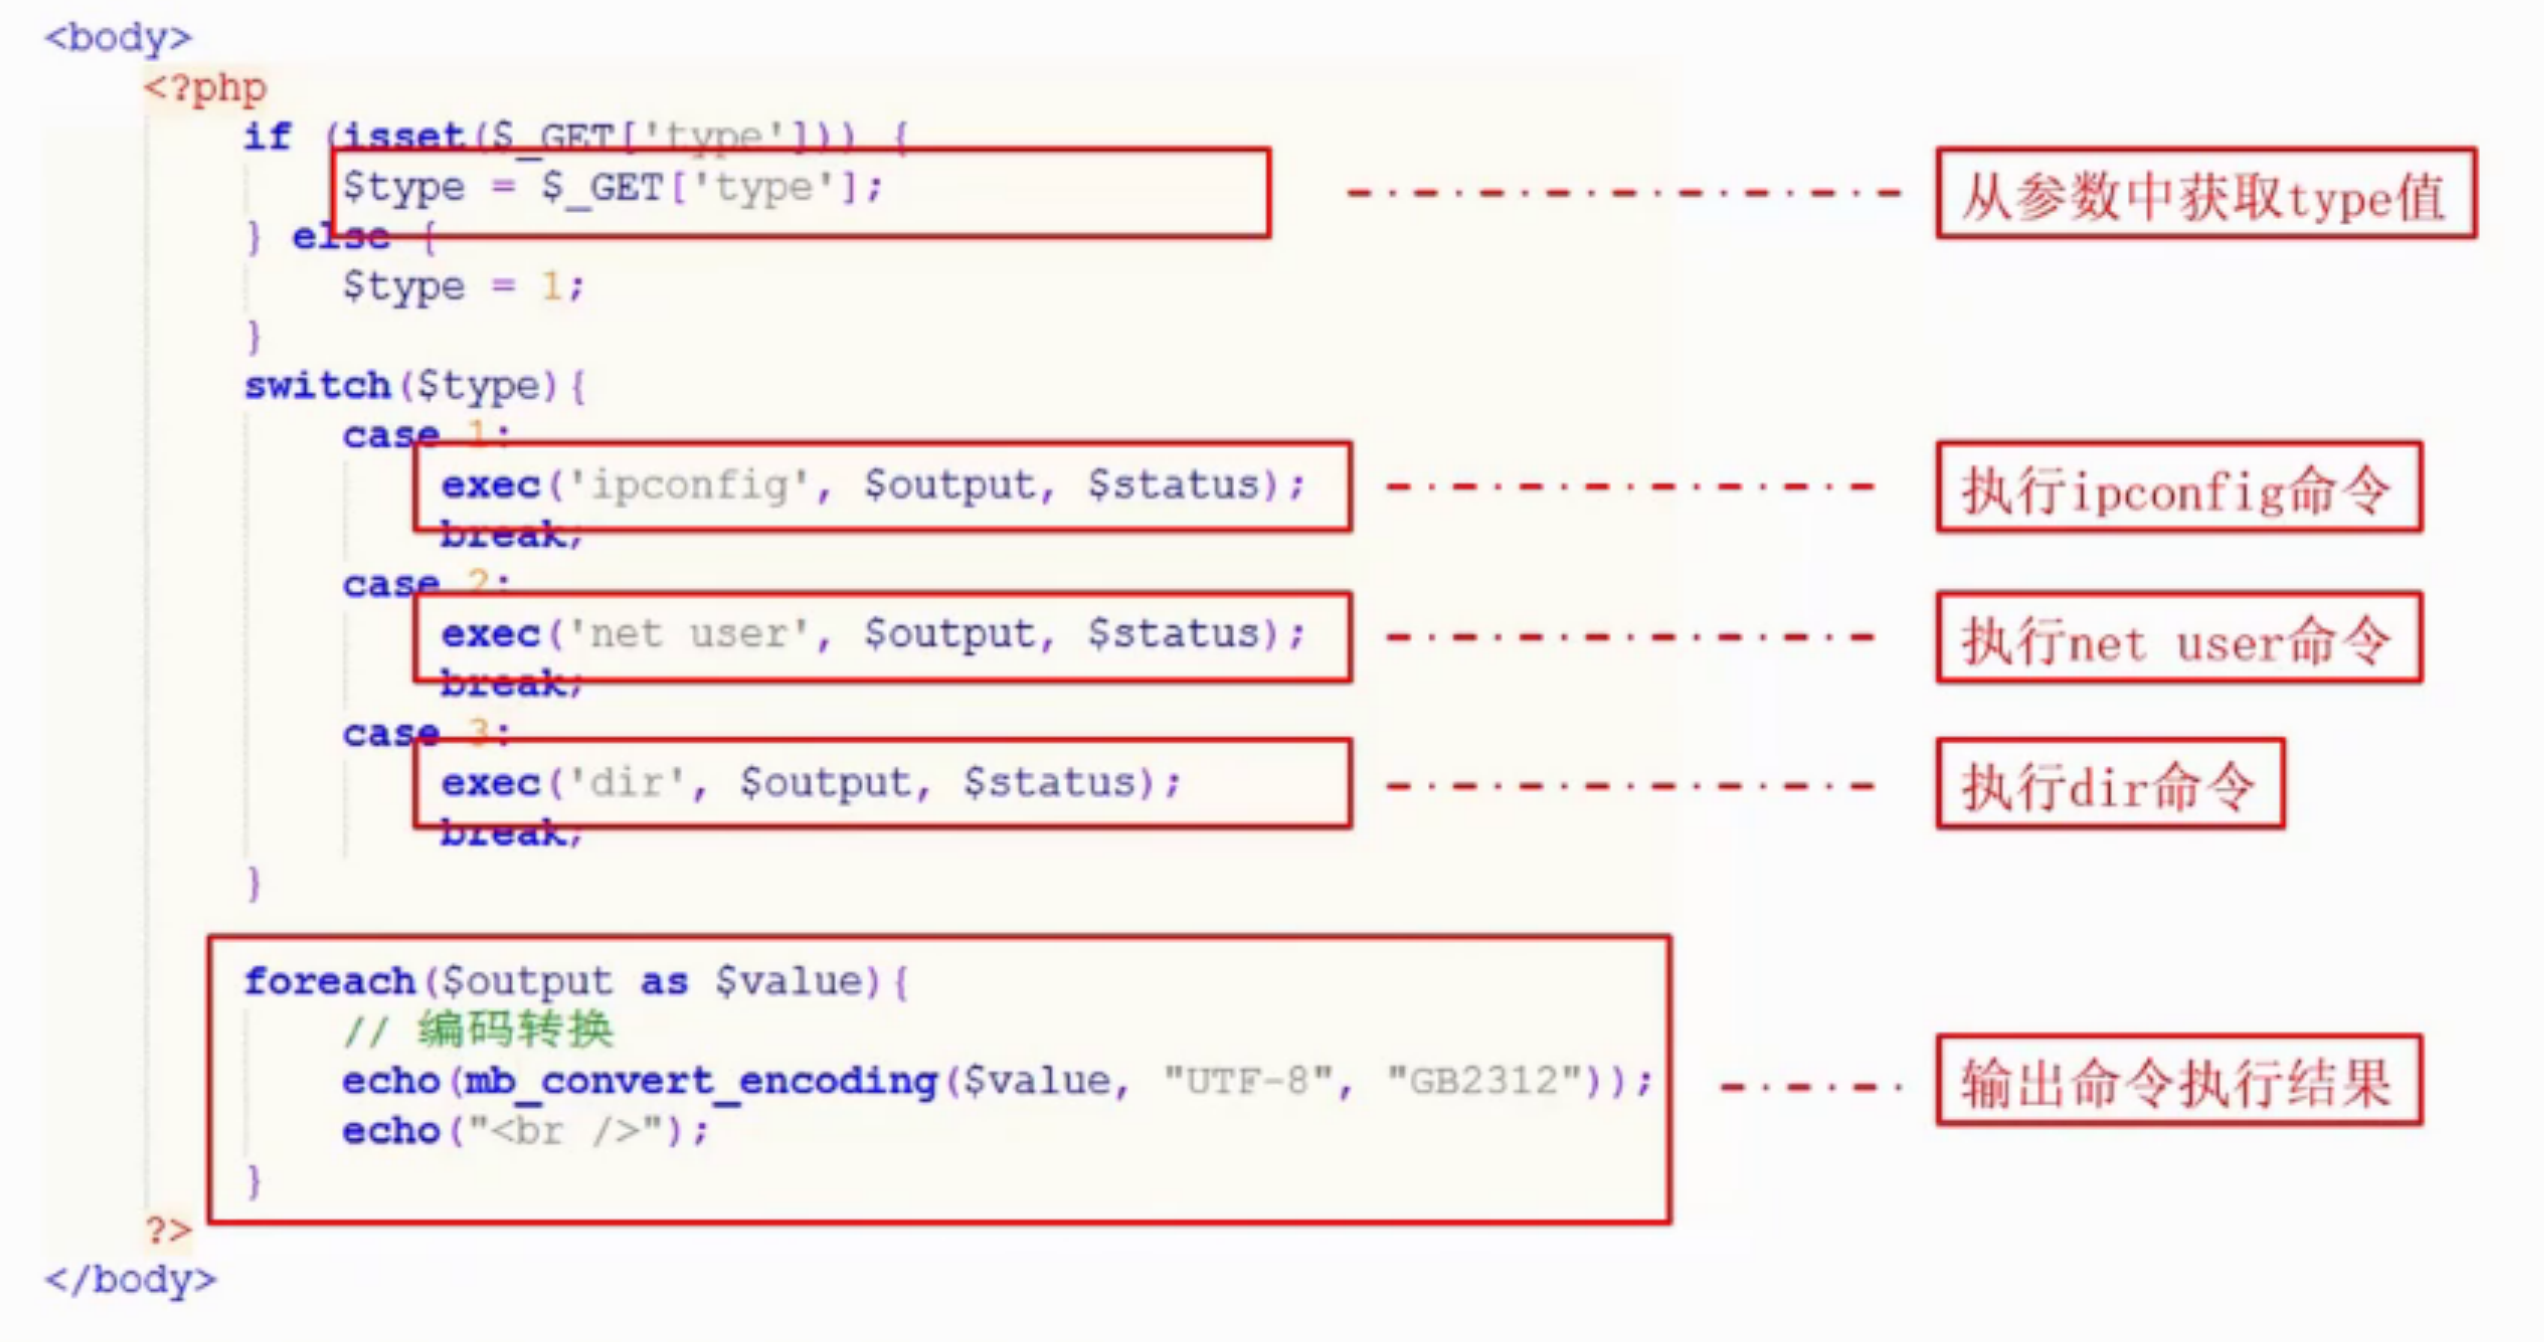 <body>
<?php
if (isset($_GET['type'])) {
$type = $_GET['type'];
从参数中获取type值
} else {
$type = 1;
}
switch($type){
case 1:
exec('ipconfig', $output, $status);
执行ipconfig命令
break;
case 2:
exec('net user', $output, $status);
执行net user命令
break;
case 3:
exec('dir', $output, $status);
执行dir命令
break;
}
foreach($output as $value){
// 编码转换
echo(mb_convert_encoding($value, "UTF-8", "GB2312"));
输出命令执行结果
echo("<br />");
}
?>
</body>